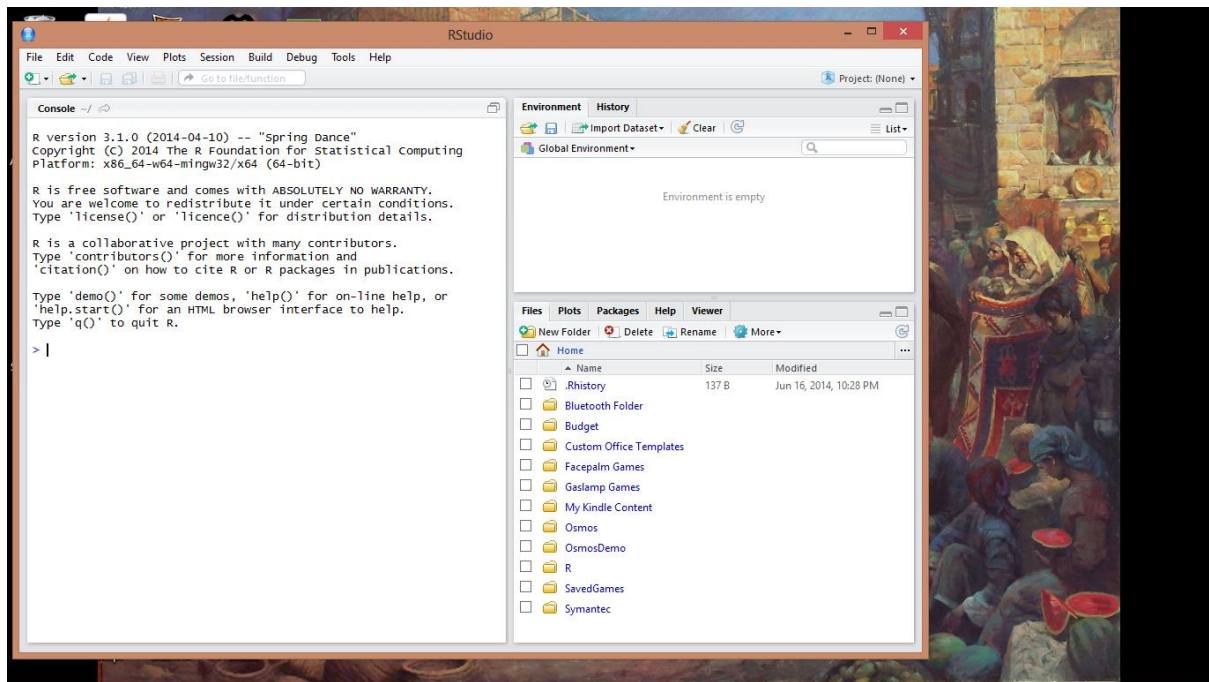 RStudio
File Edit Code View Plots Session Build Debug Tools Help
Go to file/function
Project: (None)
Console ~/
R version 3.1.0 (2014-04-10) -- "Spring Dance"
Copyright (C) 2014 The R Foundation for Statistical Computing
Platform: x86_64-w64-mingw32/x64 (64-bit)
R is free software and comes with ABSOLUTELY NO WARRANTY.
You are welcome to redistribute it under certain conditions.
Type 'license()' or 'licence()' for distribution details.
R is a collaborative project with many contributors.
Type 'contributors()' for more information and
'citation()' on how to cite R or R packages in publications.
Type 'demo()' for some demos, 'help()' for on-line help, or
'help.start()' for an HTML browser interface to help.
Type 'q()' to quit R.
>
Environment History
Import Dataset Clear List
Global Environment
Environment is empty
Files Plots Packages Help Viewer
New Folder Delete Rename More
Home
Name Size Modified
.Rhistory 137 B Jun 16, 2014, 10:28 PM
Bluetooth Folder
Budget
Custom Office Templates
Facepalm Games
Gaslamp Games
My Kindle Content
Osmos
OsmosDemo
R
SavedGames
Symantec